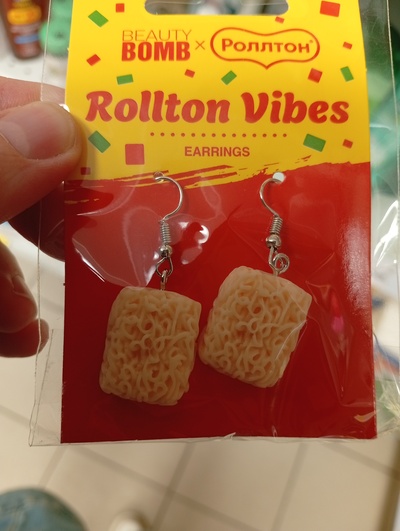 BEAUTY
BOMB × РОЛЛТОН®
Rollton Vibes
EARRINGS